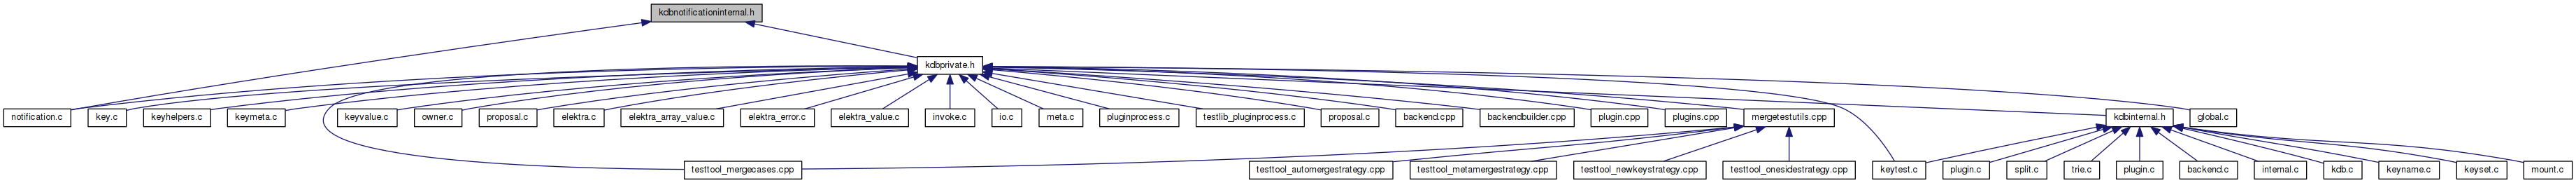 kdbnotificationinternal.h
kdbprivate.h
notification.c
key.c
keyhelpers.c
keymeta.c
keyvalue.c
owner.c
proposal.c
elektra.c
elektra_array_value.c
elektra_error.c
elektra_value.c
invoke.c
io.c
meta.c
pluginprocess.c
testlib_pluginprocess.c
proposal.c
backend.cpp
backendbuilder.cpp
plugin.cpp
plugins.cpp
mergetestutils.cpp
kdbinternal.h
global.c
testtool_mergecases.cpp
testtool_automergestrategy.cpp
testtool_metamergestrategy.cpp
testtool_newkeystrategy.cpp
testtool_onesidestrategy.cpp
keytest.c
plugin.c
split.c
trie.c
plugin.c
backend.c
internal.c
kdb.c
keyname.c
keyset.c
mount.c